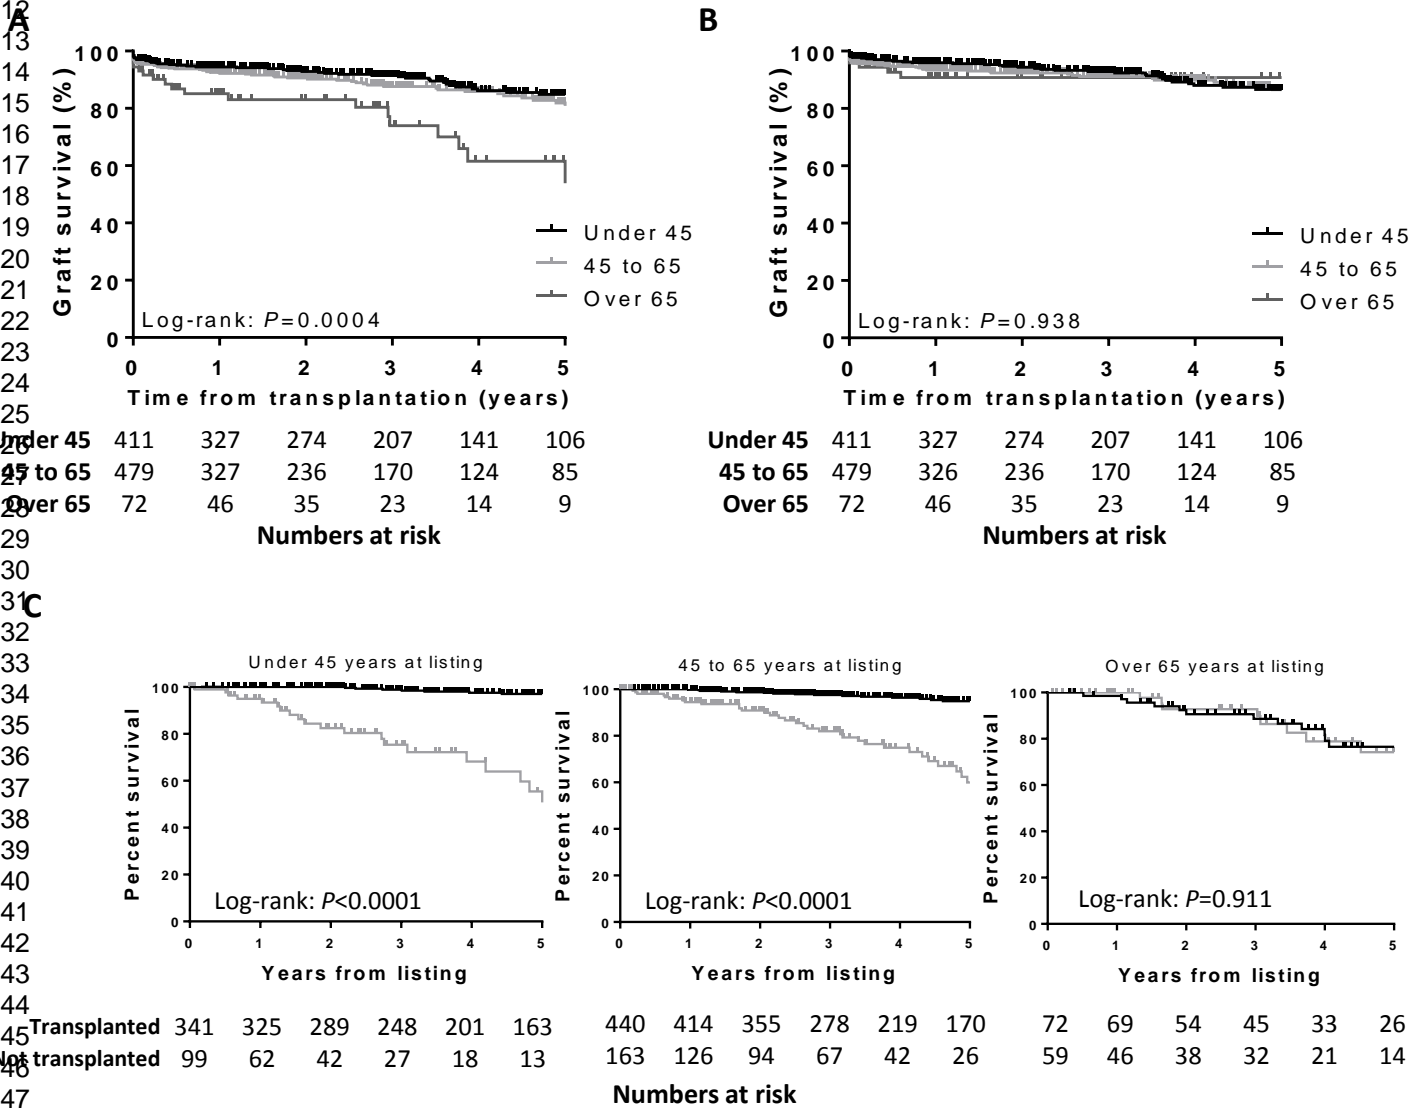 12
13
14
15
16
17
18
19
20
21
22
23
24
25
26
27
28
29
30
31
32
33
34
35
36
37
38
39
40
41
42
43
44
45
46
47
A
Graft survival (%)
100
80
60
40
20
0
Under 45
45 to 65
Over 65
Log-rank: P=0.0004
0 1 2 3 4 5
Time from transplantation (years)
Under 45 411 327 274 207 141 106
45 to 65 479 327 236 170 124 85
Over 65 72 46 35 23 14 9
Numbers at risk
B
Graft survival (%)
100
80
60
40
20
0
Under 45
45 to 65
Over 65
Log-rank: P=0.938
0 1 2 3 4 5
Time from transplantation (years)
Under 45 411 327 274 207 141 106
45 to 65 479 326 236 170 124 85
Over 65 72 46 35 23 14 9
Numbers at risk
C
Under 45 years at listing
Percent survival
100
80
60
40
20
0
Log-rank: P<0.0001
0 1 2 3 4 5
Years from listing
45 to 65 years at listing
Percent survival
100
80
60
40
20
0
Log-rank: P<0.0001
0 1 2 3 4 5
Years from listing
Over 65 years at listing
Percent survival
100
80
60
40
20
0
Log-rank: P=0.911
0 1 2 3 4 5
Years from listing
Transplanted 341 325 289 248 201 163 440 414 355 278 219 170 72 69 54 45 33 26
Not transplanted 99 62 42 27 18 13 163 126 94 67 42 26 59 46 38 32 21 14
Numbers at risk